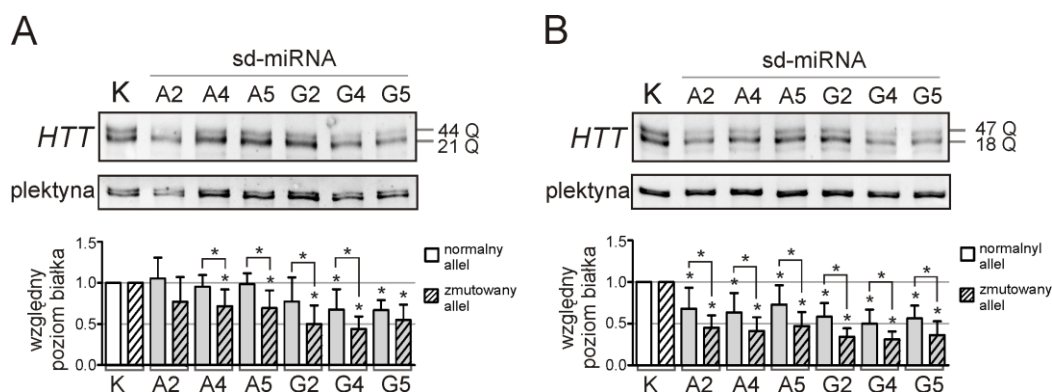 A
sd-miRNA
K A2 A4 A5 G2 G4 G5
HTT
44 Q
21 Q
plektyna
względny
poziom białka
1.5
1.0
0.5
0.0
* * * *
* * * * * * *
K A2 A4 A5 G2 G4 G5
normalny
allel
zmutowany
allel
B
sd-miRNA
K A2 A4 A5 G2 G4 G5
HTT
47 Q
18 Q
plektyna
względny
poziom białka
1.5
1.0
0.5
0.0
* * * * * *
* * * * * * * * * * * *
K A2 A4 A5 G2 G4 G5
normalnyl
allel
zmutowany
allel